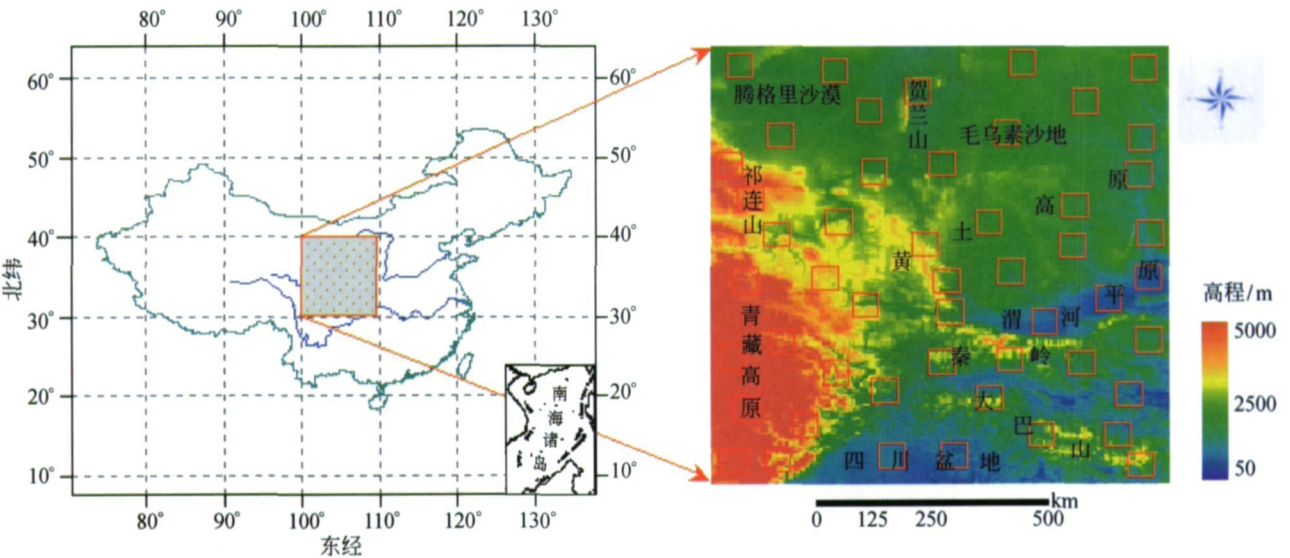 80° 90° 100° 110° 120° 130°
60° 60°
50° 50°
40° 40°
30° 30°
20° 20°
10° 10°
北纬
80° 90° 100° 110° 120° 130°
东经
南海诸岛
腾格里沙漠
贺兰山
毛乌素沙地
祁连山
黄土高原
青藏高原
渭河平原
秦岭
大巴山
四川盆地
高程/m
5000
2500
50
km
0 125 250 500